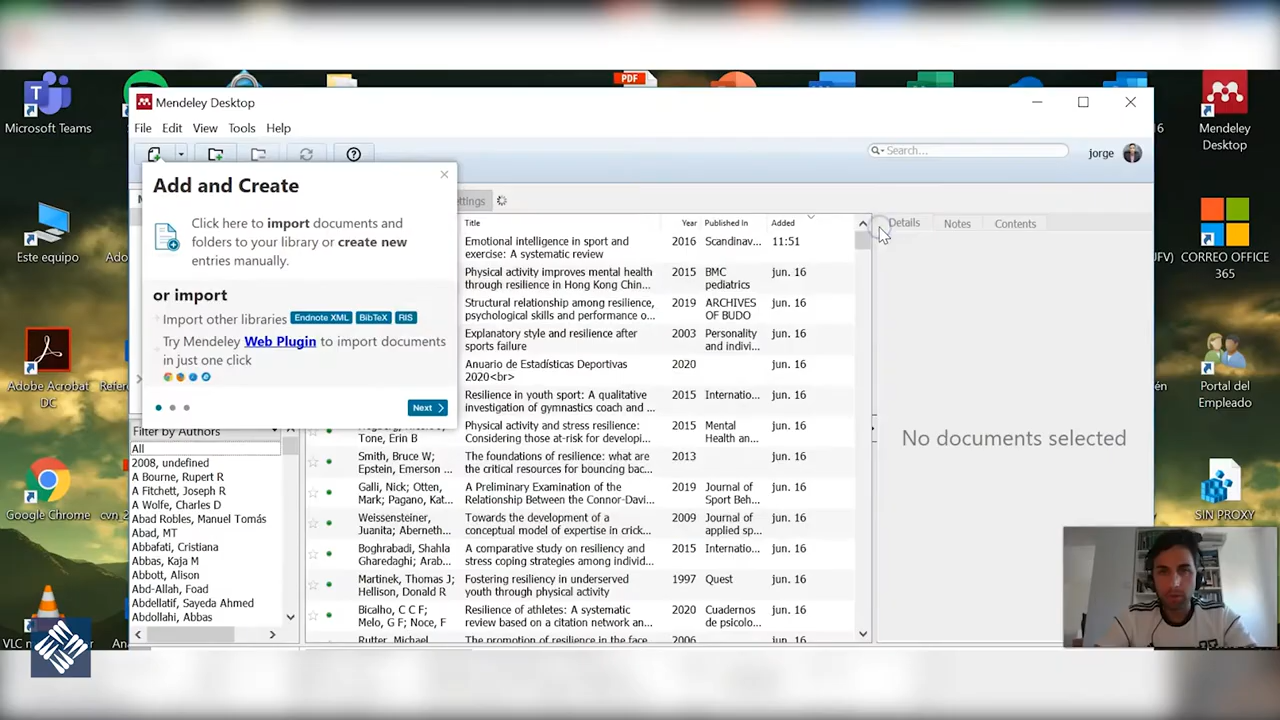 PDF
Microsoft Teams
Mendeley Desktop
16
Mendeley
Desktop
File Edit View Tools Help
Search...
jorge
Add and Create
Click here to import documents and
folders to your library or create new
entries manually.
or import
Import other libraries Endnote XML BibTeX RIS
Try Mendeley Web Plugin to import documents
in just one click
Next
Title Year Published In Added
Emotional intelligence in sport and
exercise: A systematic review
2016 Scandinav... 11:51
Physical activity improves mental health
through resilience in Hong Kong Chin...
2015 BMC
pediatrics
jun. 16
Structural relationship among resilience,
psychological skills and performance o...
2019 ARCHIVES
OF BUDO
jun. 16
Explanatory style and resilience after
sports failure
2003 Personality
and indivi...
jun. 16
Anuario de Estadísticas Deportivas
2020<br>
2020 jun. 16
Resilience in youth sport: A qualitative
investigation of gymnastics coach and ...
2015 Internatio... jun. 16
Tone, Erin B
Physical activity and stress resilience:
Considering those at-risk for developi...
2015 Mental
Health an...
jun. 16
Smith, Bruce W;
Epstein, Emerson ...
The foundations of resilience: what are
the critical resources for bouncing bac...
2013 jun. 16
Galli, Nick; Otten,
Mark; Pagano, Kat...
A Preliminary Examination of the
Relationship Between the Connor-Davi...
2019 Journal of
Sport Beh...
jun. 16
Weissensteiner,
Juanita; Aberneth...
Towards the development of a
conceptual model of expertise in crick...
2009 Journal of
applied sp...
jun. 16
Boghrabadi, Shahla
Gharedaghi; Arab...
A comparative study on resiliency and
stress coping strategies among individ...
2015 Internatio... jun. 16
Martinek, Thomas J;
Hellison, Donald R
Fostering resiliency in underserved
youth through physical activity
1997 Quest jun. 16
Bicalho, C C F;
Melo, G F; Noce, F
Resilience of athletes: A systematic
review based on a citation network an...
2020 Cuadernos
de psicolo...
jun. 16
Rutter, Michael
The promotion of resilience in the face
2006 jun. 16
Details Notes Contents
No documents selected
Filter by Authors
All
2008, undefined
A Bourne, Rupert R
A Fitchett, Joseph R
A Wolfe, Charles D
Abad Robles, Manuel Tomás
Abad, MT
Abbafati, Cristiana
Abbas, Kaja M
Abbott, Alison
Abd-Allah, Foad
Abdellatif, Sayeda Ahmed
Abdollahi, Abbas
Este equipo
Adobe Acrobat
DC
Google Chrome
CORREO OFFICE
365
Portal del
Empleado
SIN PROXY